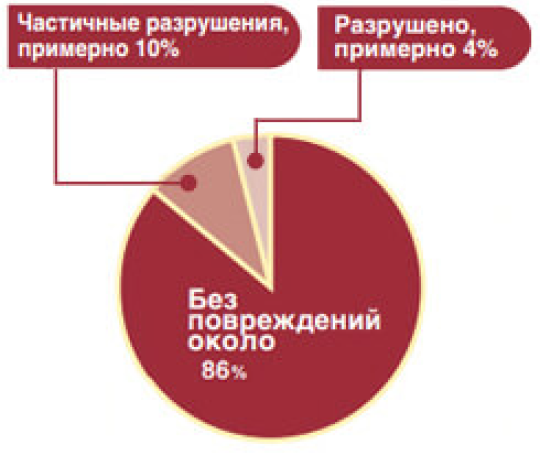 Частичные разрушения,
примерно 10%
Разрушено,
примерно 4%
Без
повреждений
около
86%